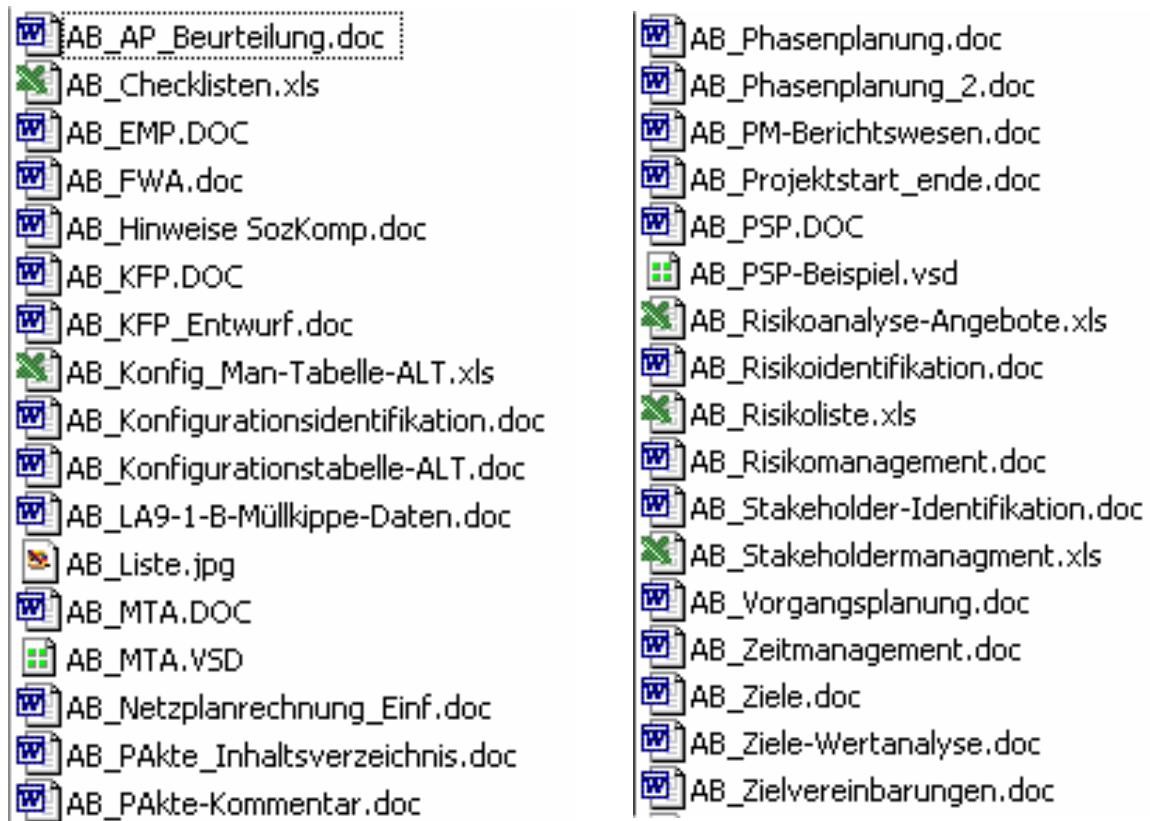 AB_AP_Beurteilung.doc
AB_Checklisten.xls
AB_EMP.DOC
AB_FWA.doc
AB_Hinweise SozKomp.doc
AB_KFP.DOC
AB_KFP_Entwurf.doc
AB_Konfig_Man-Tabelle-ALT.xls
AB_Konfigurationsidentifikation.doc
AB_Konfigurationstabelle-ALT.doc
AB_LA9-1-B-Müllkippe-Daten.doc
AB_Liste.jpg
AB_MTA.DOC
AB_MTA.VSD
AB_Netzplanrechnung_Einf.doc
AB_PAkte_Inhaltsverzeichnis.doc
AB_PAkte-Kommentar.doc
AB_Phasenplanung.doc
AB_Phasenplanung_2.doc
AB_PM-Berichtswesen.doc
AB_Projektstart_ende.doc
AB_PSP.DOC
AB_PSP-Beispiel.vsd
AB_Risikoanalyse-Angebote.xls
AB_Risikoidentifikation.doc
AB_Risikoliste.xls
AB_Risikomanagement.doc
AB_Stakeholder-Identifikation.doc
AB_Stakeholdermanagment.xls
AB_Vorgangsplanung.doc
AB_Zeitmanagement.doc
AB_Ziele.doc
AB_Ziele-Wertanalyse.doc
AB_Zielvereinbarungen.doc